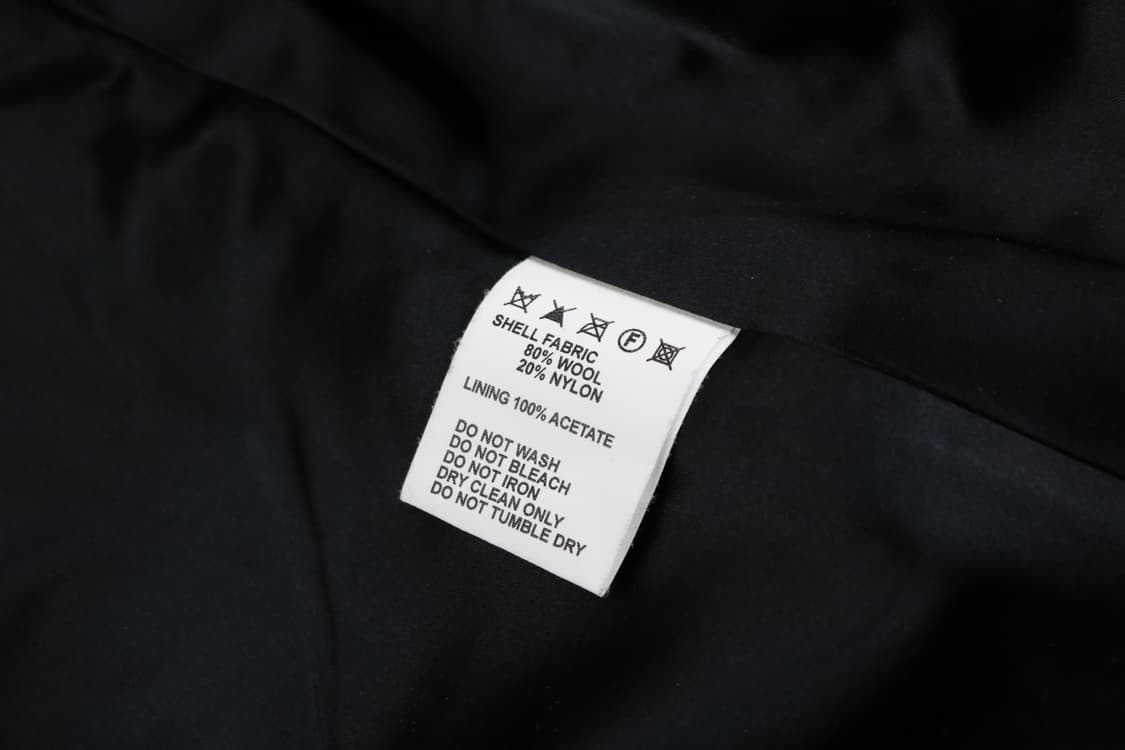 F
SHELL FABRIC
80% WOOL
20% NYLON
LINING 100% ACETATE
DO NOT WASH
DO NOT BLEACH
DO NOT IRON
DRY CLEAN ONLY
DO NOT TUMBLE DRY